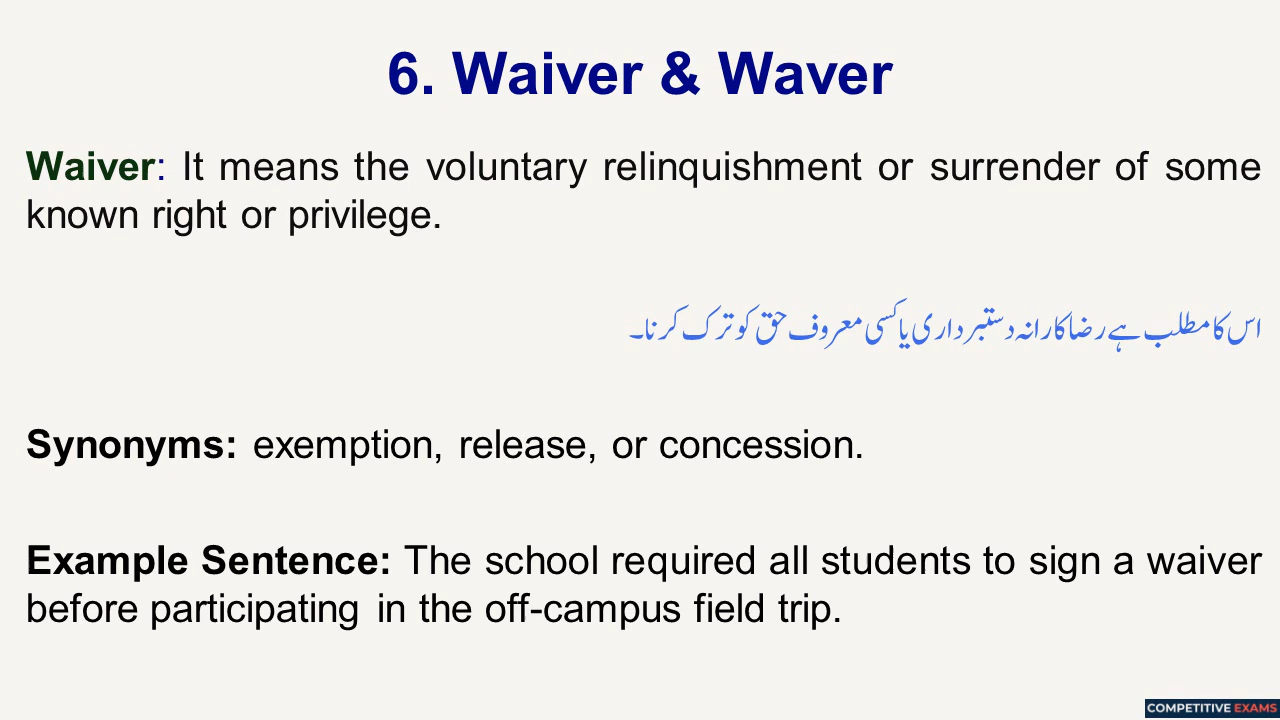 6. Waiver & Waver
Waiver: It means the voluntary relinquishment or surrender of some
known right or privilege.
اس کا مطلب ہے رضاکارانہ دستبرداری یا کسی معروف حق کو ترک کرنا۔
Synonyms: exemption, release, or concession.
Example Sentence: The school required all students to sign a waiver
before participating in the off-campus field trip.
COMPETITIVE EXAMS